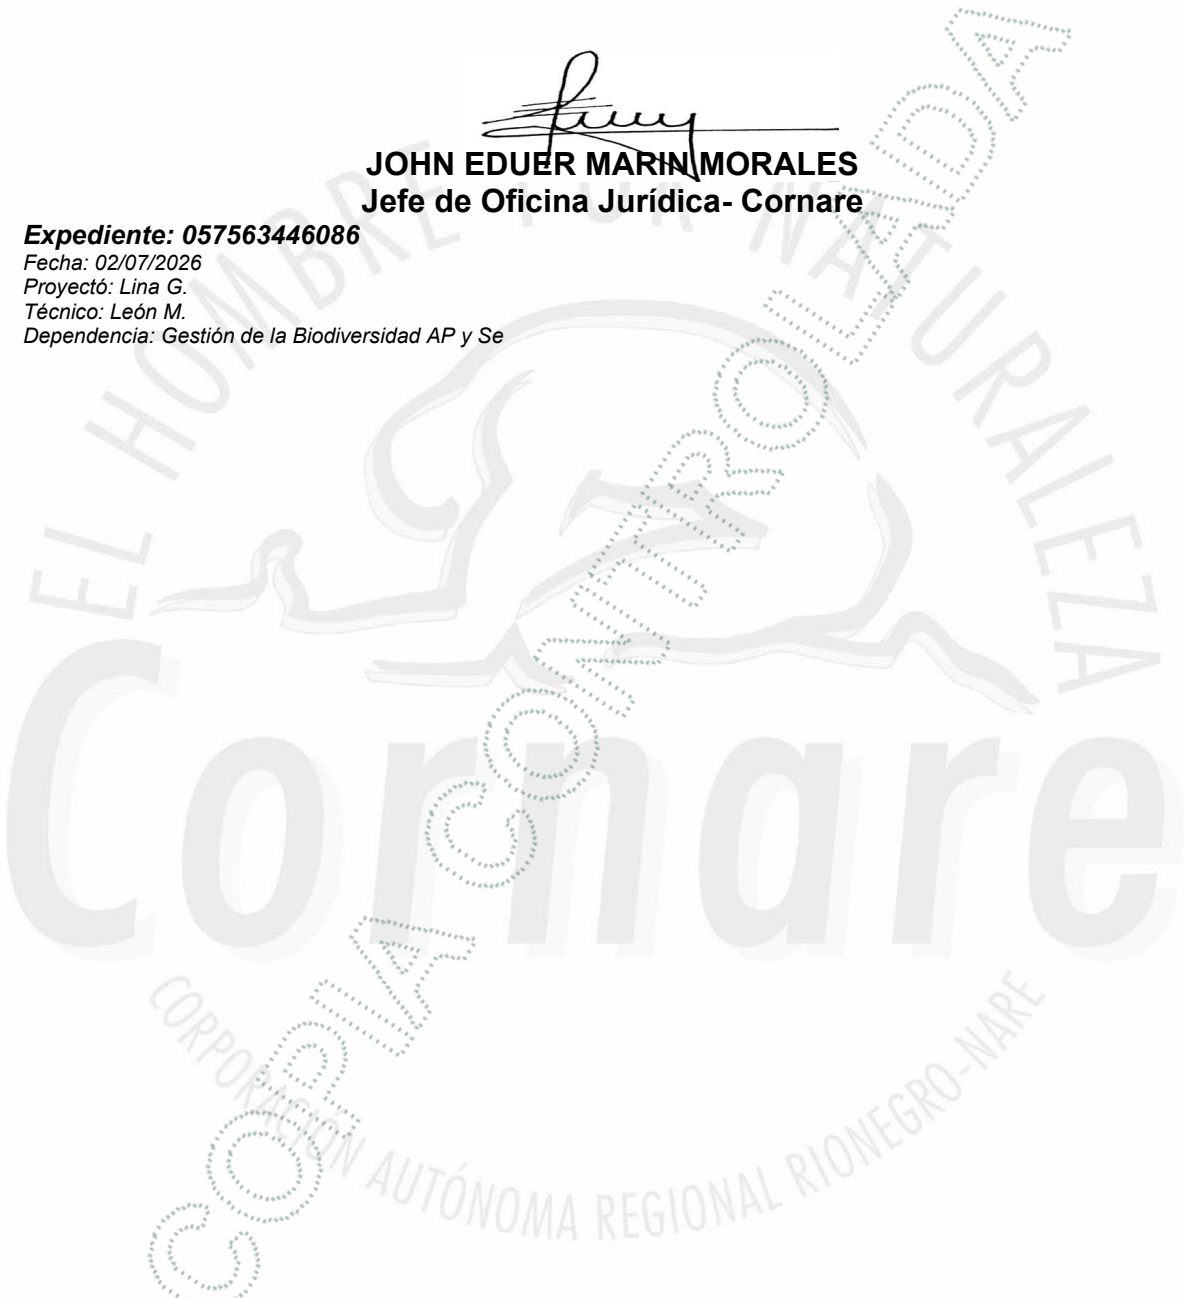 JOHN EDUER MARIN MORALES
Jefe de Oficina Jurídica- Cornare
Expediente: 057563446086
Fecha: 02/07/2026
Proyectó: Lina G.
Técnico: León M.
Dependencia: Gestión de la Biodiversidad AP y Se
EL HOMBRE POR NATURALEZA
Cornare
CORPORACIÓN AUTÓNOMA REGIONAL RIONEGRO-NARE
COPIA CONTROLADA